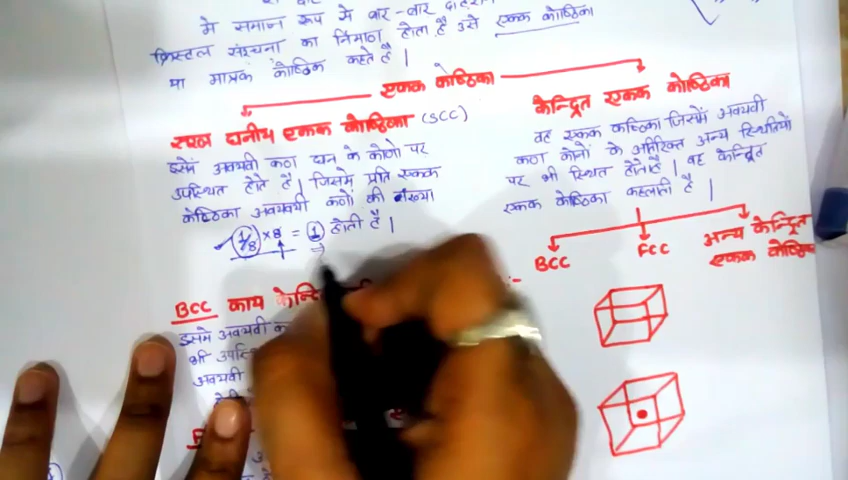 मे समान रूप से बार-बार
क्रिस्टल संरचना का निर्माण होता है उसे एकक कोष्ठिका
या मात्रक कोष्ठिक कहते है |
एकक कोष्ठिका
सरल घनीय एकक कोष्ठिका (SCC)
इसमें अवयवी कण घन के कोणो पर
उपस्थित होते है | जिसमे प्रति एकक
कोष्ठिका अवयवी कणों की संख्या
1/8 × 8 = 1 होती है |
केन्द्रित एकक कोष्ठिका
वह एकक कोष्ठिका जिसमें अवयवी
कण कोनों के अतिरिक्त अन्य स्थितियों
पर भी स्थित होते है | वह केन्द्रित
एकक कोष्ठिका कहलाती है |
BCC
FCC
अन्य केन्द्रित
एकक कोष्ठिका
BCC काय केन्द्रि
इसमे अवयवी क
भी उपस्थि
अवयवी